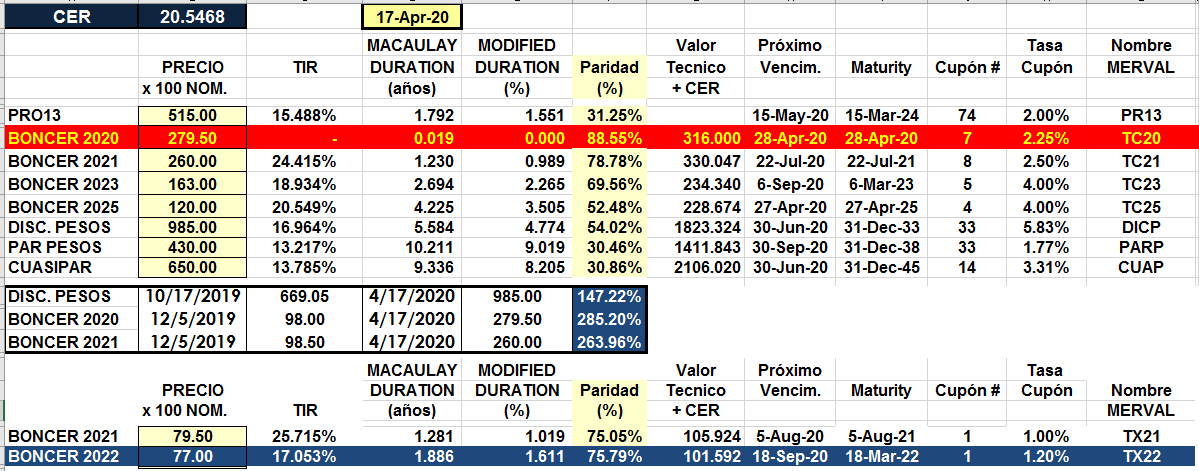 CER 20.5468 17-Apr-20
MACAULAY MODIFIED Valor Próximo Tasa Nombre
PRECIO TIR DURATION DURATION Paridad Tecnico Vencim. Maturity Cupón # Cupón MERVAL
x 100 NOM. (años) (%) (%) + CER
PRO13 515.00 15.488% 1.792 1.551 31.25% 15-May-20 15-Mar-24 74 2.00% PR13
BONCER 2020 279.50 - 0.019 0.000 88.55% 316.000 28-Apr-20 28-Apr-20 7 2.25% TC20
BONCER 2021 260.00 24.415% 1.230 0.989 78.78% 330.047 22-Jul-20 22-Jul-21 8 2.50% TC21
BONCER 2023 163.00 18.934% 2.694 2.265 69.56% 234.340 6-Sep-20 6-Mar-23 5 4.00% TC23
BONCER 2025 120.00 20.549% 4.225 3.505 52.48% 228.674 27-Apr-20 27-Apr-25 4 4.00% TC25
DISC. PESOS 985.00 16.964% 5.584 4.774 54.02% 1823.324 30-Jun-20 31-Dec-33 33 5.83% DICP
PAR PESOS 430.00 13.217% 10.211 9.019 30.46% 1411.843 30-Sep-20 31-Dec-38 33 1.77% PARP
CUASIPAR 650.00 13.785% 9.336 8.205 30.86% 2106.020 30-Jun-20 31-Dec-45 14 3.31% CUAP
DISC. PESOS 10/17/2019 669.05 4/17/2020 985.00 147.22%
BONCER 2020 12/5/2019 98.00 4/17/2020 279.50 285.20%
BONCER 2021 12/5/2019 98.50 4/17/2020 260.00 263.96%
MACAULAY MODIFIED Valor Próximo Tasa
PRECIO DURATION DURATION Paridad Tecnico Vencim. Maturity Cupón # Cupón Nombre
x 100 NOM. TIR (años) (%) (%) + CER MERVAL
BONCER 2021 79.50 25.715% 1.281 1.019 75.05% 105.924 5-Aug-20 5-Aug-21 1 1.00% TX21
BONCER 2022 77.00 17.053% 1.886 1.611 75.79% 101.592 18-Sep-20 18-Mar-22 1 1.20% TX22